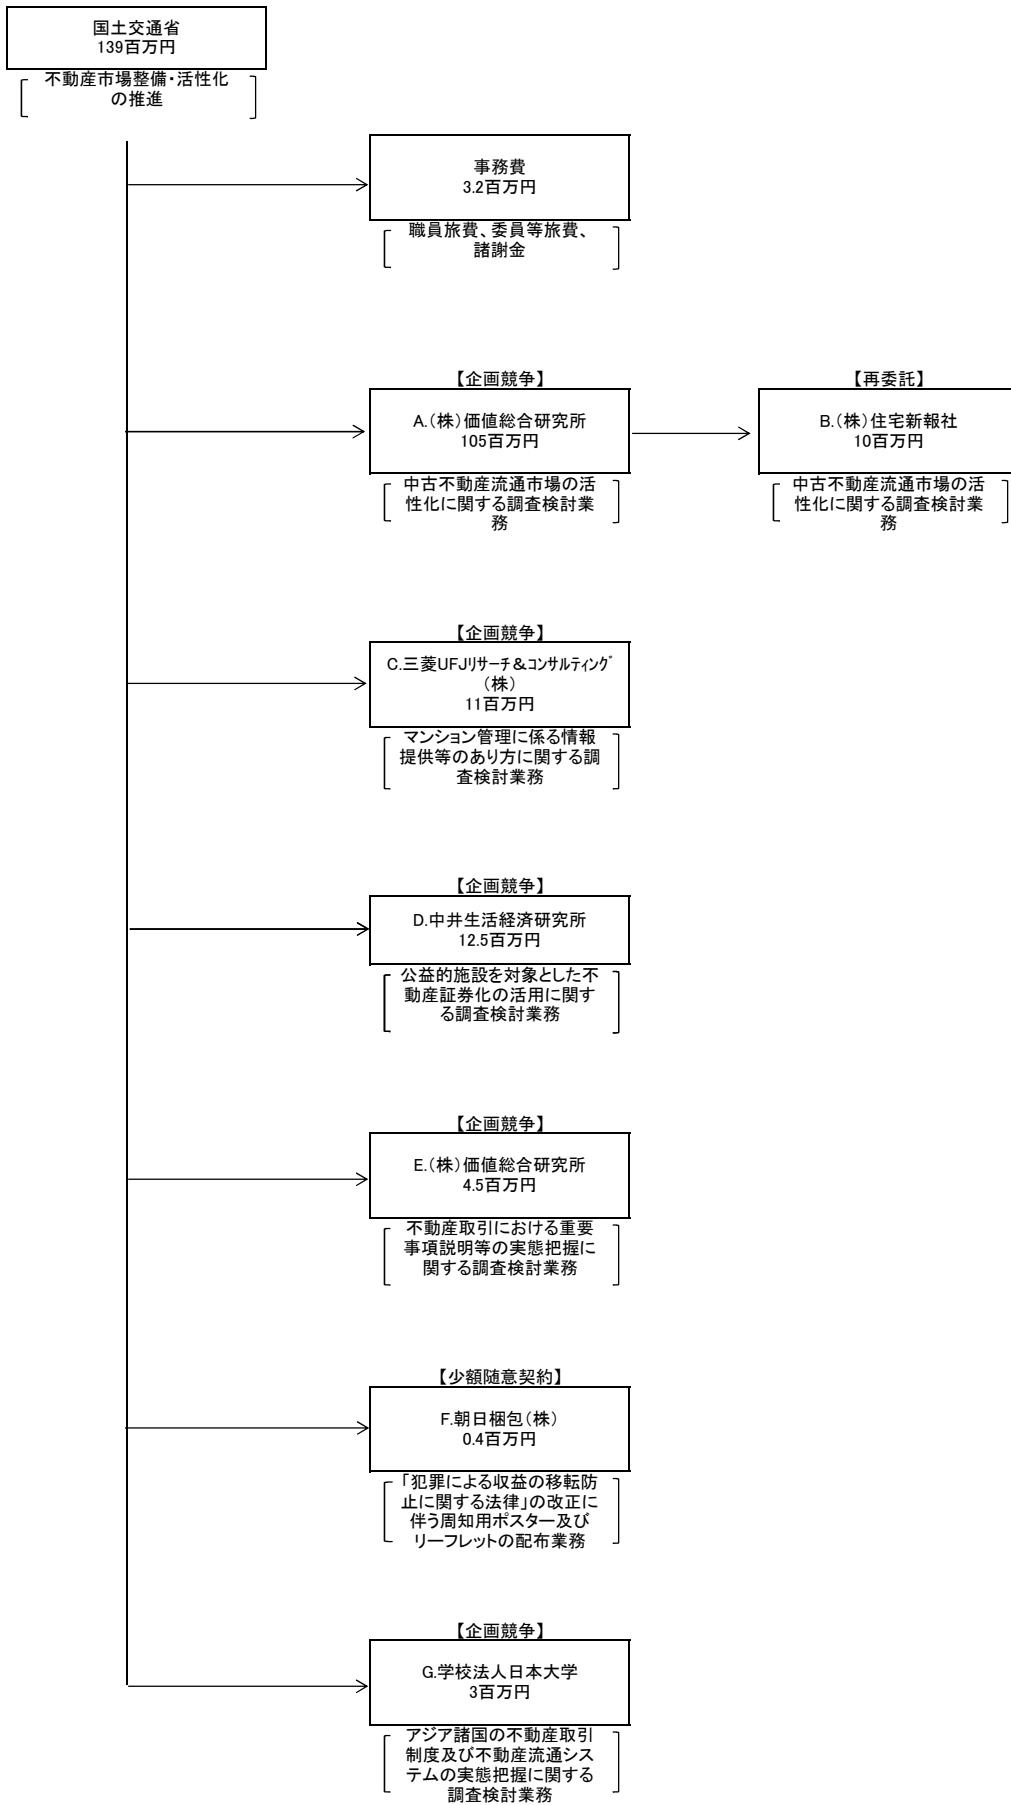 国土交通省
139百万円
不動産市場整備・活性化
の推進
事務費
3.2百万円
職員旅費、委員等旅費、
諸謝金
【企画競争】
A.(株)価値総合研究所
105百万円
中古不動産流通市場の活
性化に関する調査検討業
務
【再委託】
B.(株)住宅新報社
10百万円
中古不動産流通市場の活
性化に関する調査検討業
務
【企画競争】
C.三菱UFJリサーチ&コンサルティング
(株)
11百万円
マンション管理に係る情報
提供等のあり方に関する調
査検討業務
【企画競争】
D.中井生活経済研究所
12.5百万円
公益的施設を対象とした不
動産証券化の活用に関す
る調査検討業務
【企画競争】
E.(株)価値総合研究所
4.5百万円
不動産取引における重要
事項説明等の実態把握に
関する調査検討業務
【少額随意契約】
F.朝日梱包(株)
0.4百万円
「犯罪による収益の移転防
止に関する法律」の改正に
伴う周知用ポスター及び
リーフレットの配布業務
【企画競争】
G.学校法人日本大学
3百万円
アジア諸国の不動産取引
制度及び不動産流通シス
テムの実態把握に関する
調査検討業務